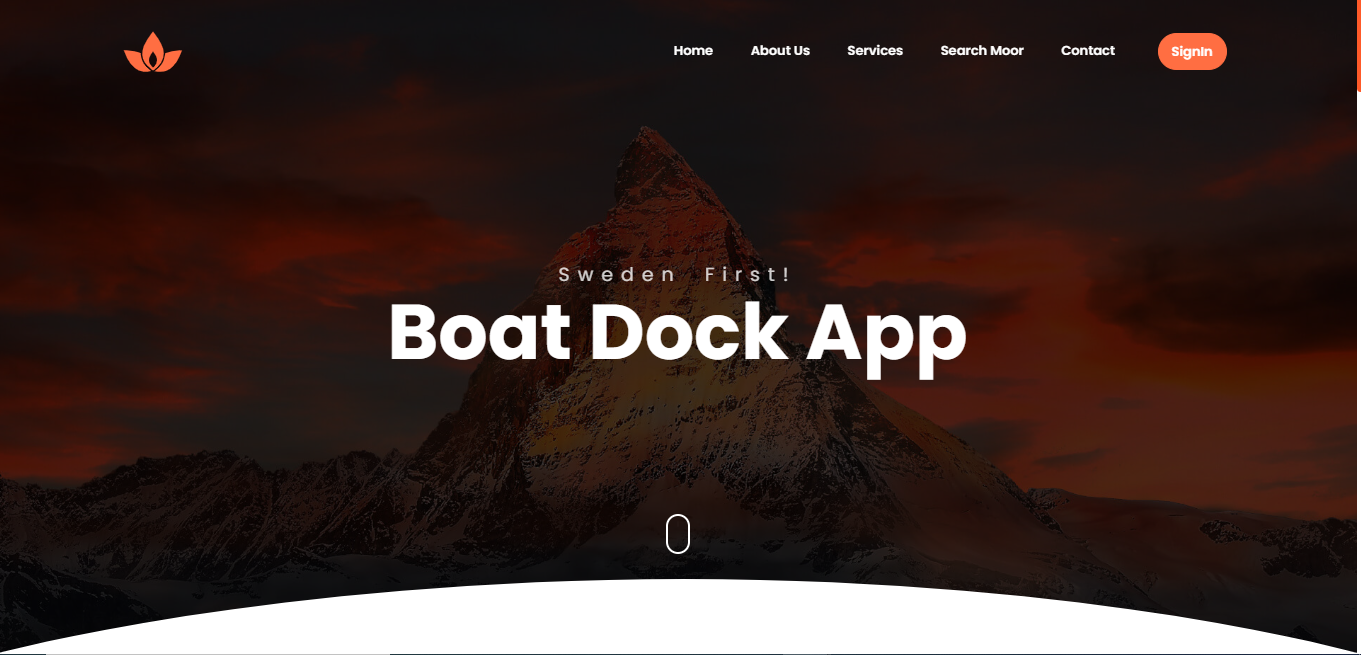 Home About Us Services Search Moor Contact SignIn
Sweden First!
Boat Dock App